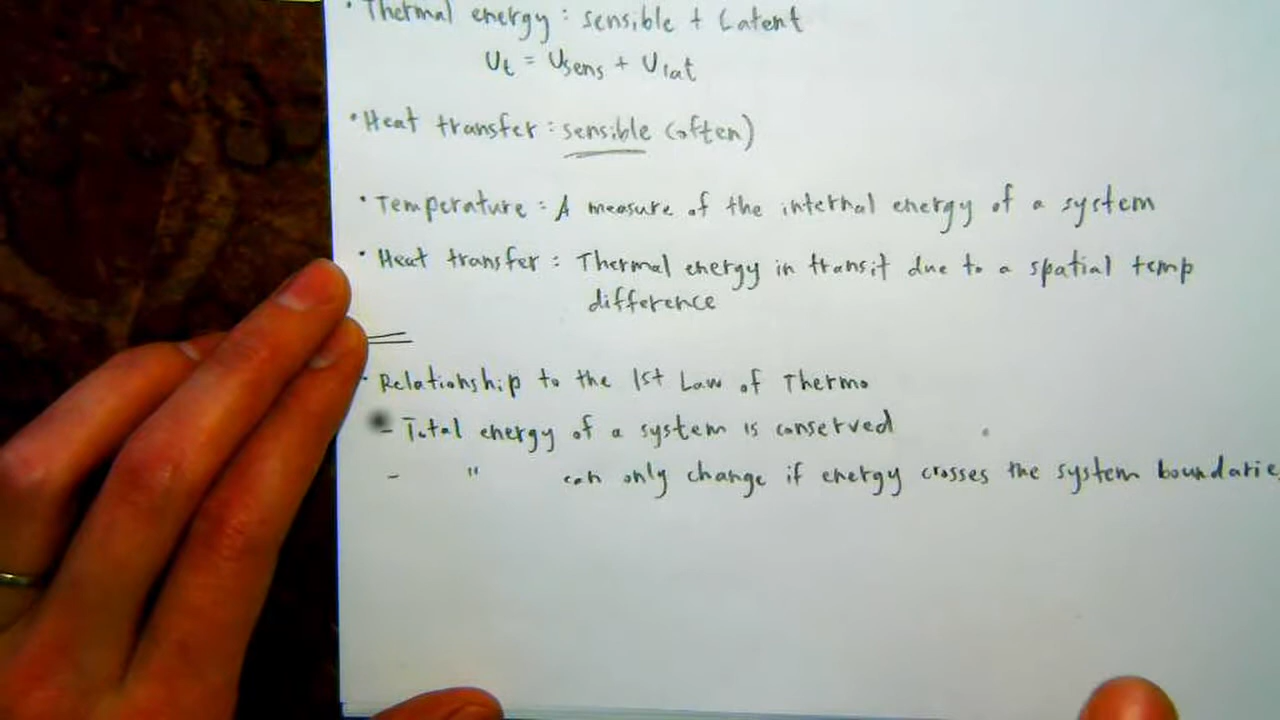 • Thermal energy : sensible + Latent
Ut = Usens + Ulat
• Heat transfer : sensible (often)
• Temperature : A measure of the internal energy of a system
• Heat transfer : Thermal energy in transit due to a spatial temp
difference
• Relationship to the 1st Law of Thermo
- Total energy of a system is conserved
- " can only change if energy crosses the system boundarie